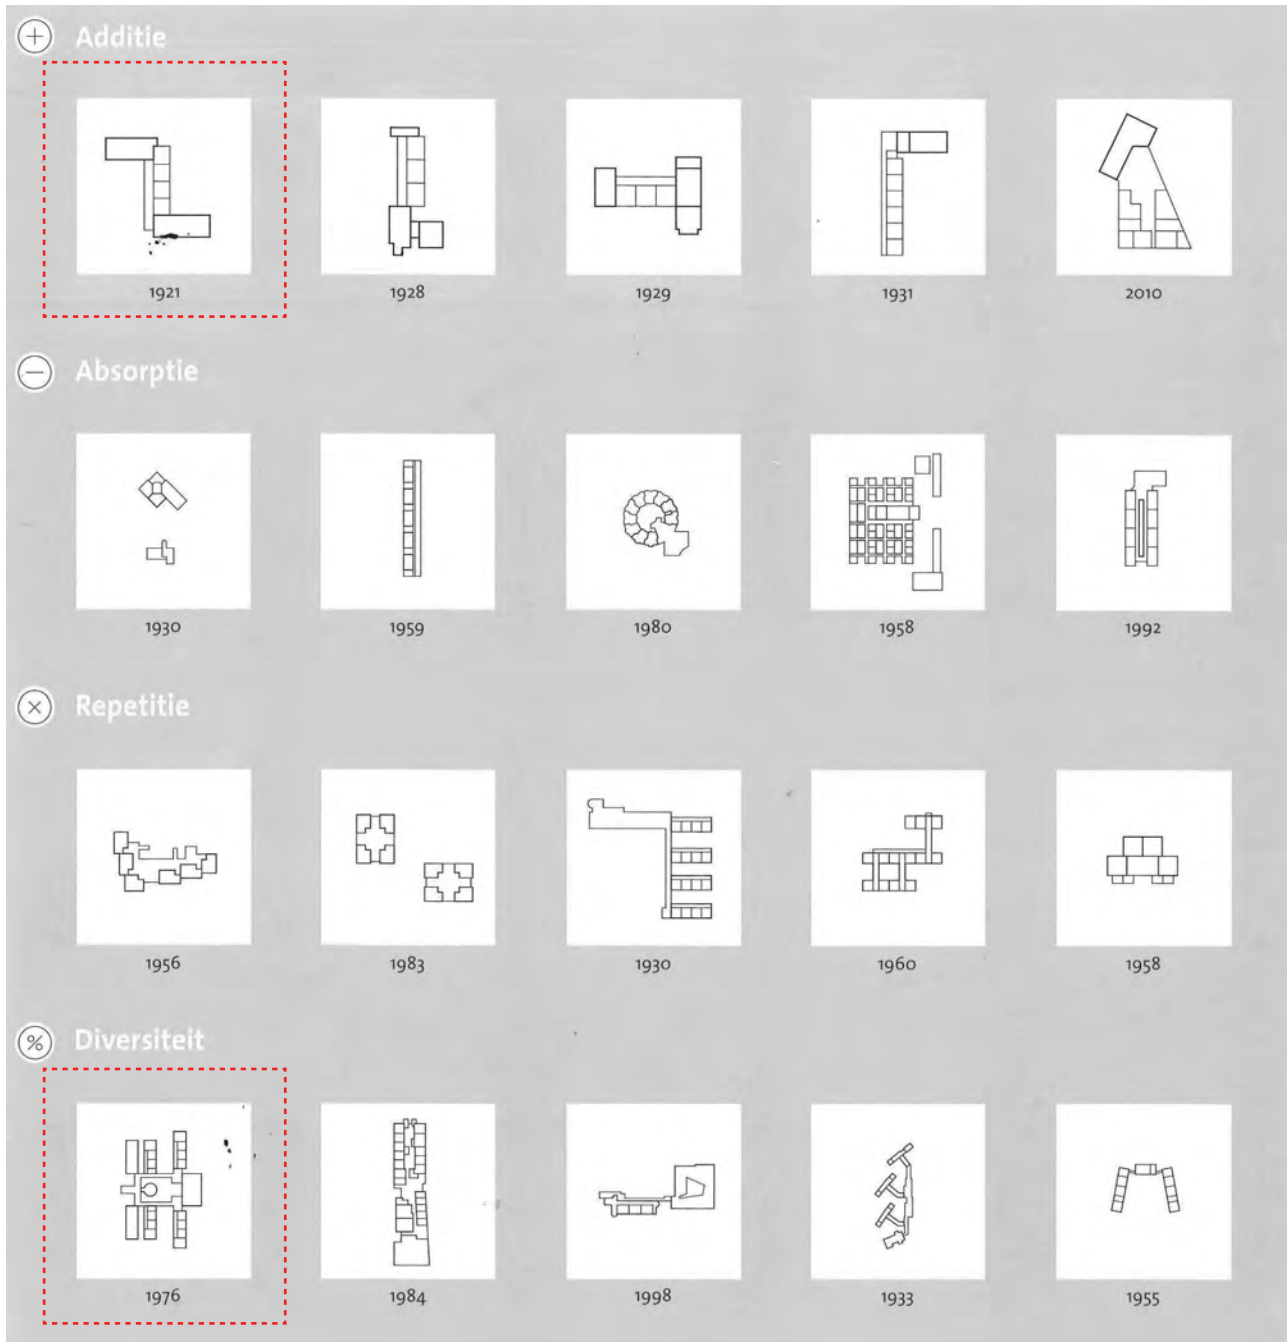 + Additie
1921 1928 1929 1931 2010
− Absorptie
1930 1959 1980 1958 1992
× Repetitie
1956 1983 1930 1960 1958
% Diversiteit
1976 1984 1998 1933 1955